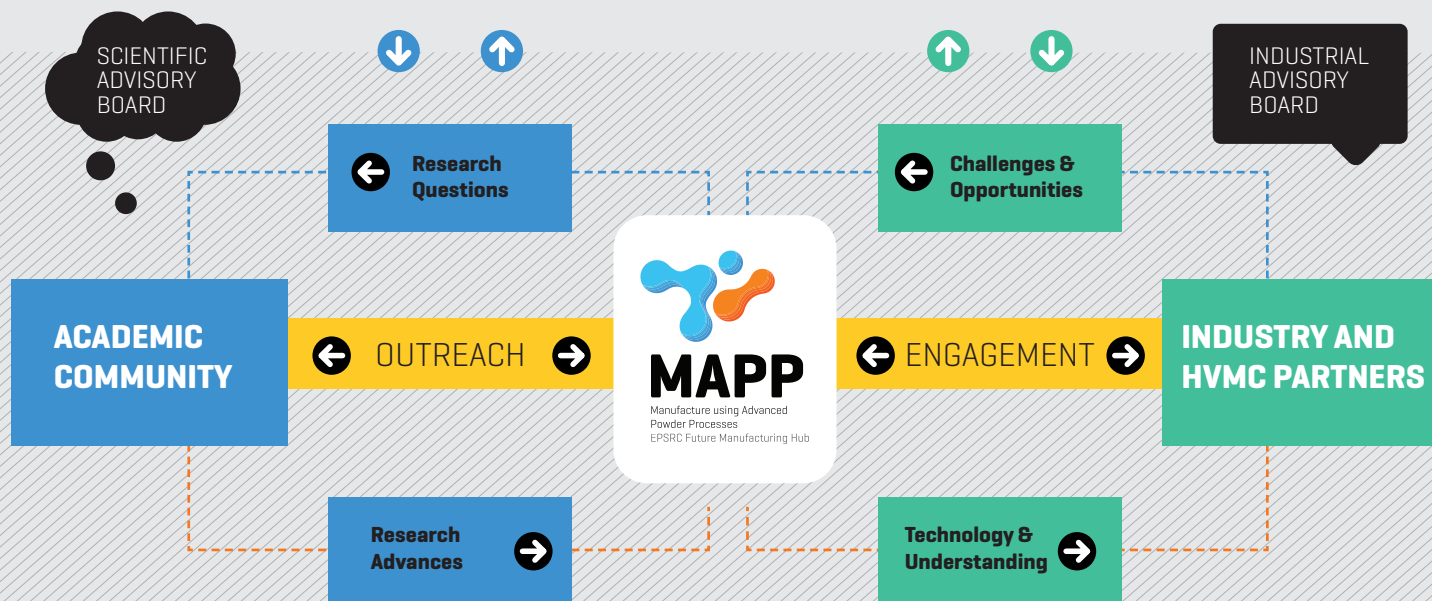 SCIENTIFIC
ADVISORY
BOARD
INDUSTRIAL
ADVISORY
BOARD
Research
Questions
Challenges &
Opportunities
ACADEMIC
COMMUNITY
OUTREACH
MAPP
Manufacture using Advanced
Powder Processes
EPSRC Future Manufacturing Hub
ENGAGEMENT
INDUSTRY AND
HVMC PARTNERS
Research
Advances
Technology &
Understanding